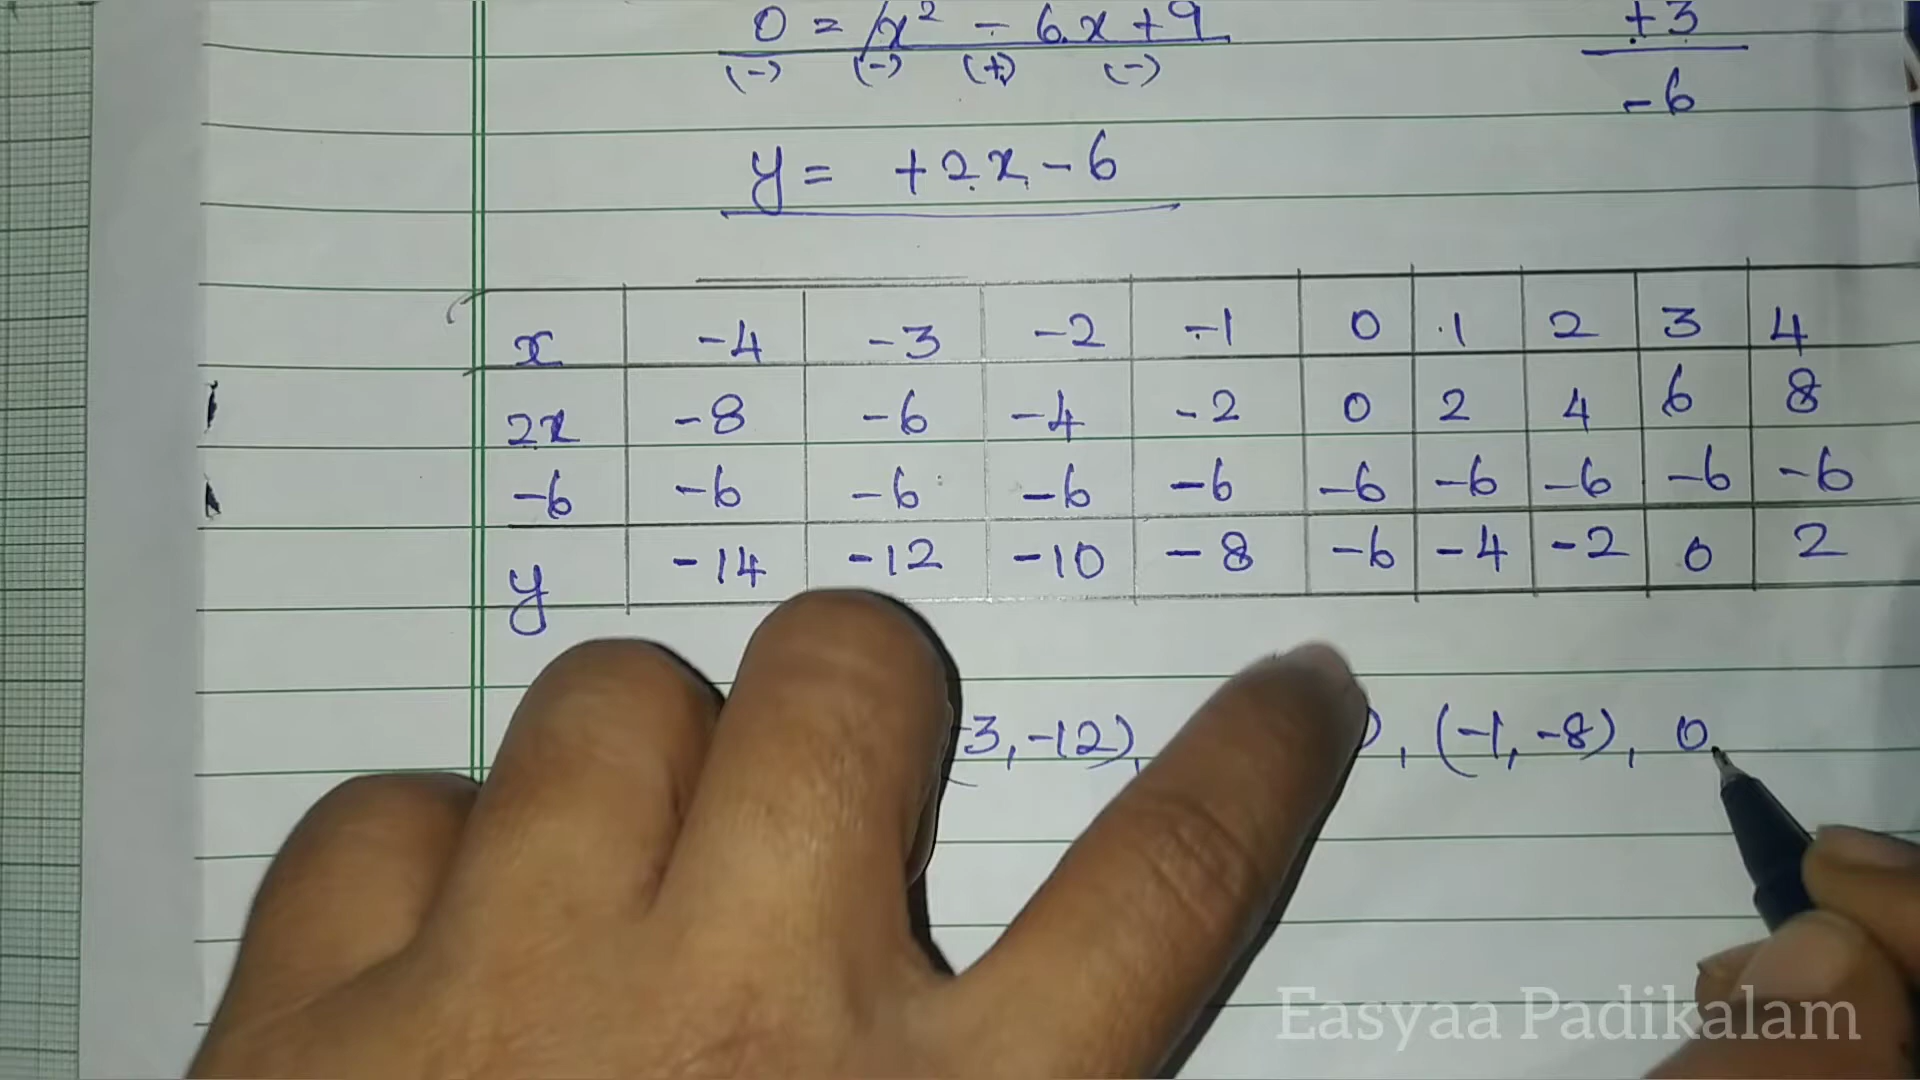 0 = x² - 6x + 9
(-) (-) (+) (-)
+3
-6
y = +2x - 6
x -4 -3 -2 -1 0 1 2 3 4
2x -8 -6 -4 -2 0 2 4 6 8
-6 -6 -6 -6 -6 -6 -6 -6 -6 -6
y -14 -12 -10 -8 -6 -4 -2 0 2
-3, -12), ), (-1, -8), 0,
Easyaa Padikalam